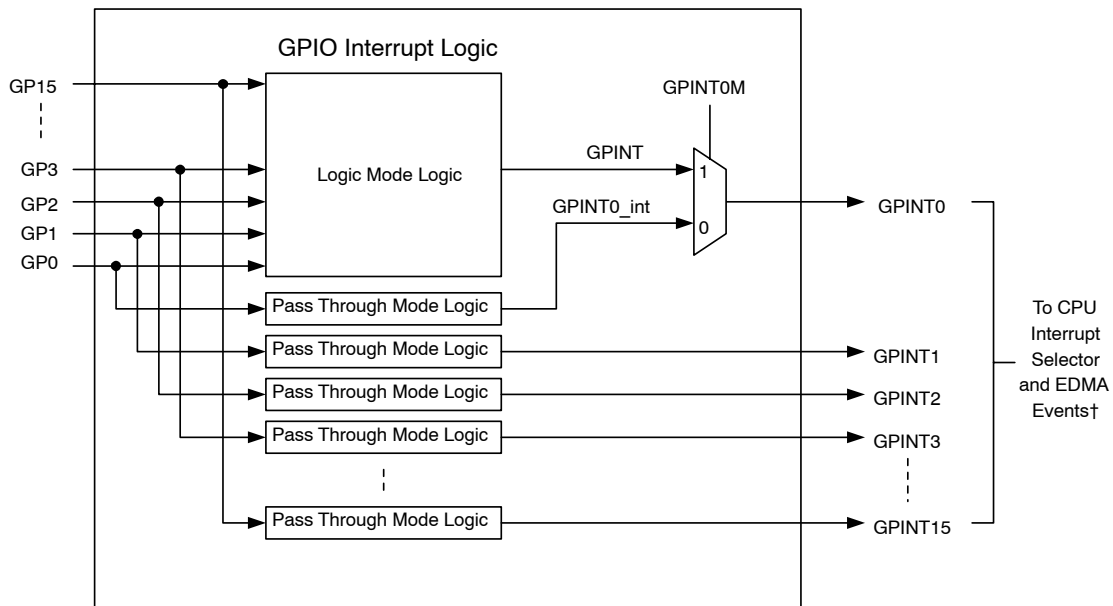 GPIO Interrupt Logic
GP15
GP3
GP2
GP1
GP0
Logic Mode Logic
GPINT0M
GPINT
1
GPINT0_int
0
GPINT0
Pass Through Mode Logic
Pass Through Mode Logic
GPINT1
Pass Through Mode Logic
GPINT2
Pass Through Mode Logic
GPINT3
Pass Through Mode Logic
GPINT15
To CPU
Interrupt
Selector
and EDMA
Events†